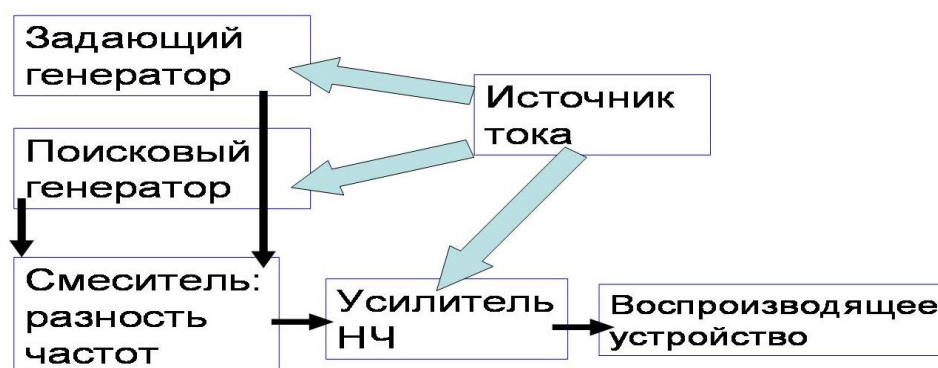 Задающий
генератор
Источник
тока
Поисковый
генератор
Смеситель:
разность
частот
Усилитель
НЧ
Воспроизводящее
устройство